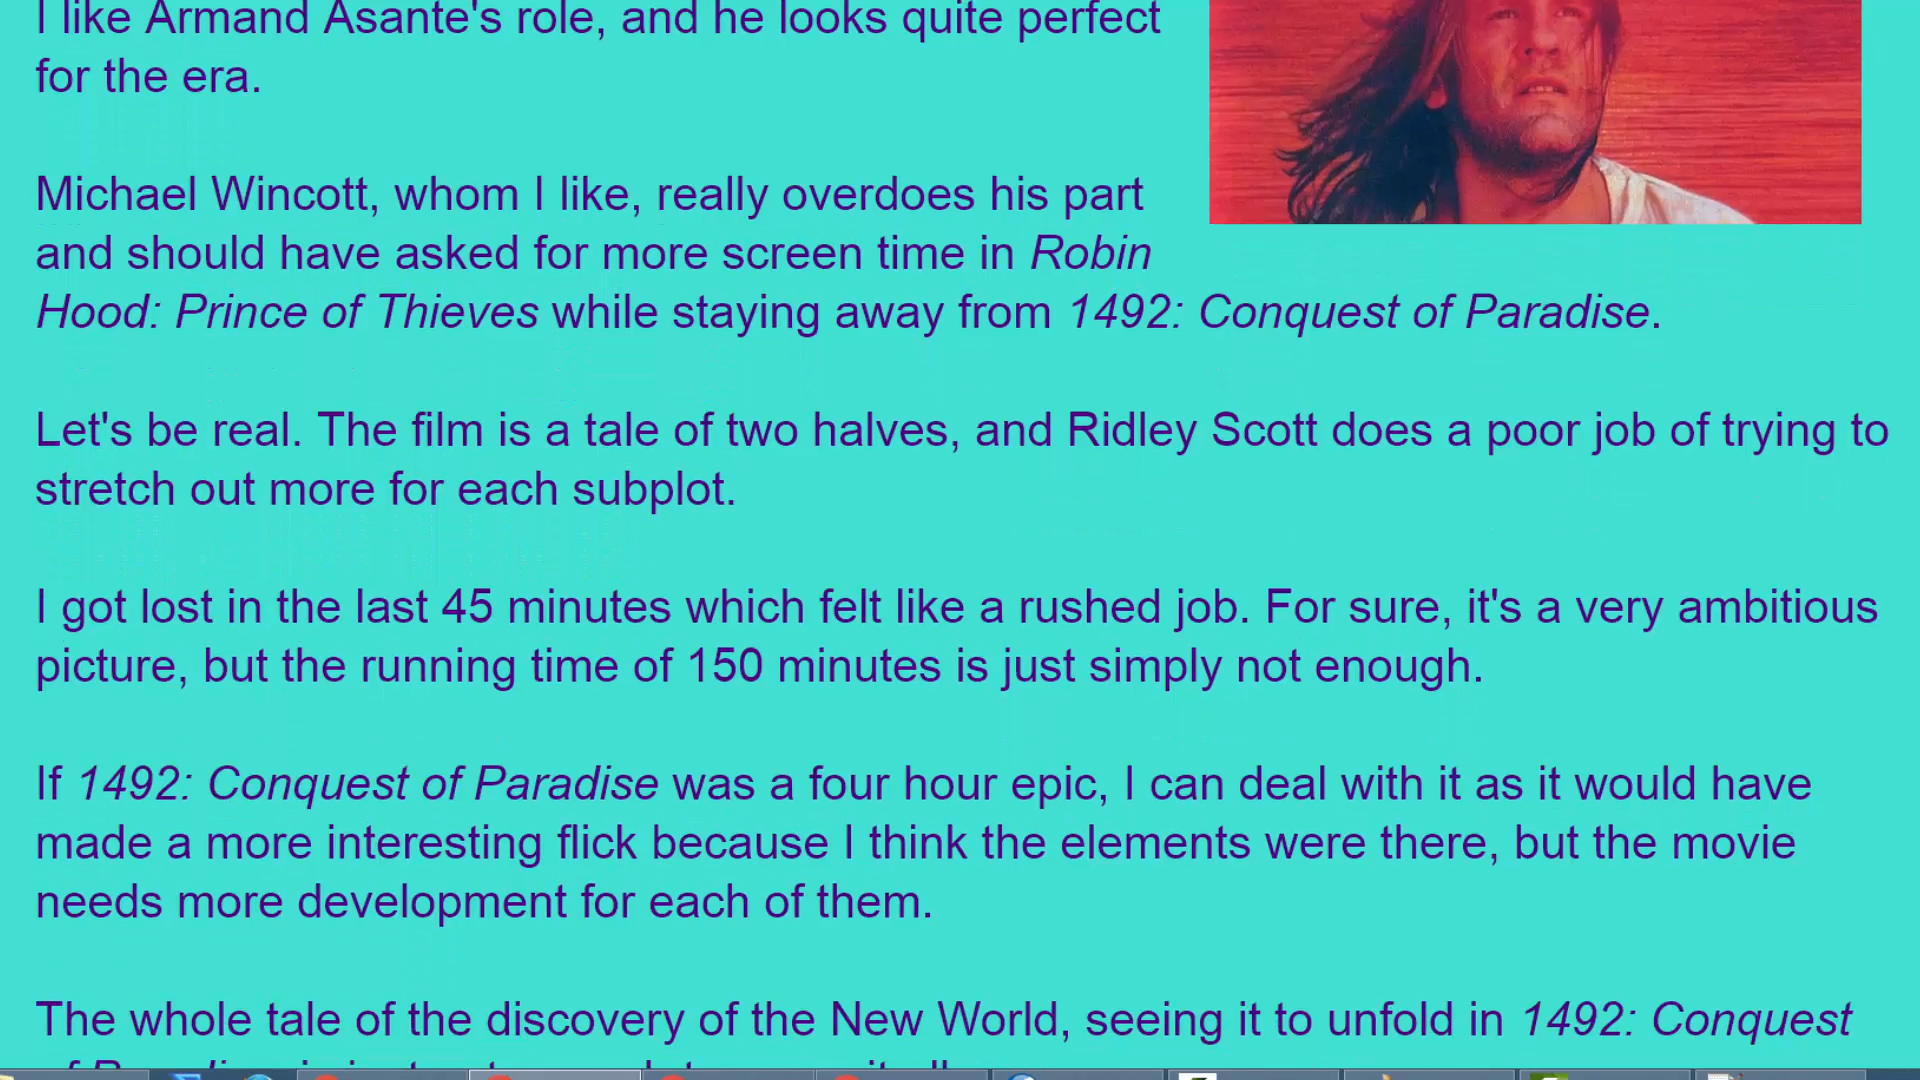 I like Armand Asante's role, and he looks quite perfect
for the era.
Michael Wincott, whom I like, really overdoes his part
and should have asked for more screen time in Robin
Hood: Prince of Thieves while staying away from 1492: Conquest of Paradise.
Let's be real. The film is a tale of two halves, and Ridley Scott does a poor job of trying to
stretch out more for each subplot.
I got lost in the last 45 minutes which felt like a rushed job. For sure, it's a very ambitious
picture, but the running time of 150 minutes is just simply not enough.
If 1492: Conquest of Paradise was a four hour epic, I can deal with it as it would have
made a more interesting flick because I think the elements were there, but the movie
needs more development for each of them.
The whole tale of the discovery of the New World, seeing it to unfold in 1492: Conquest
of Paradise